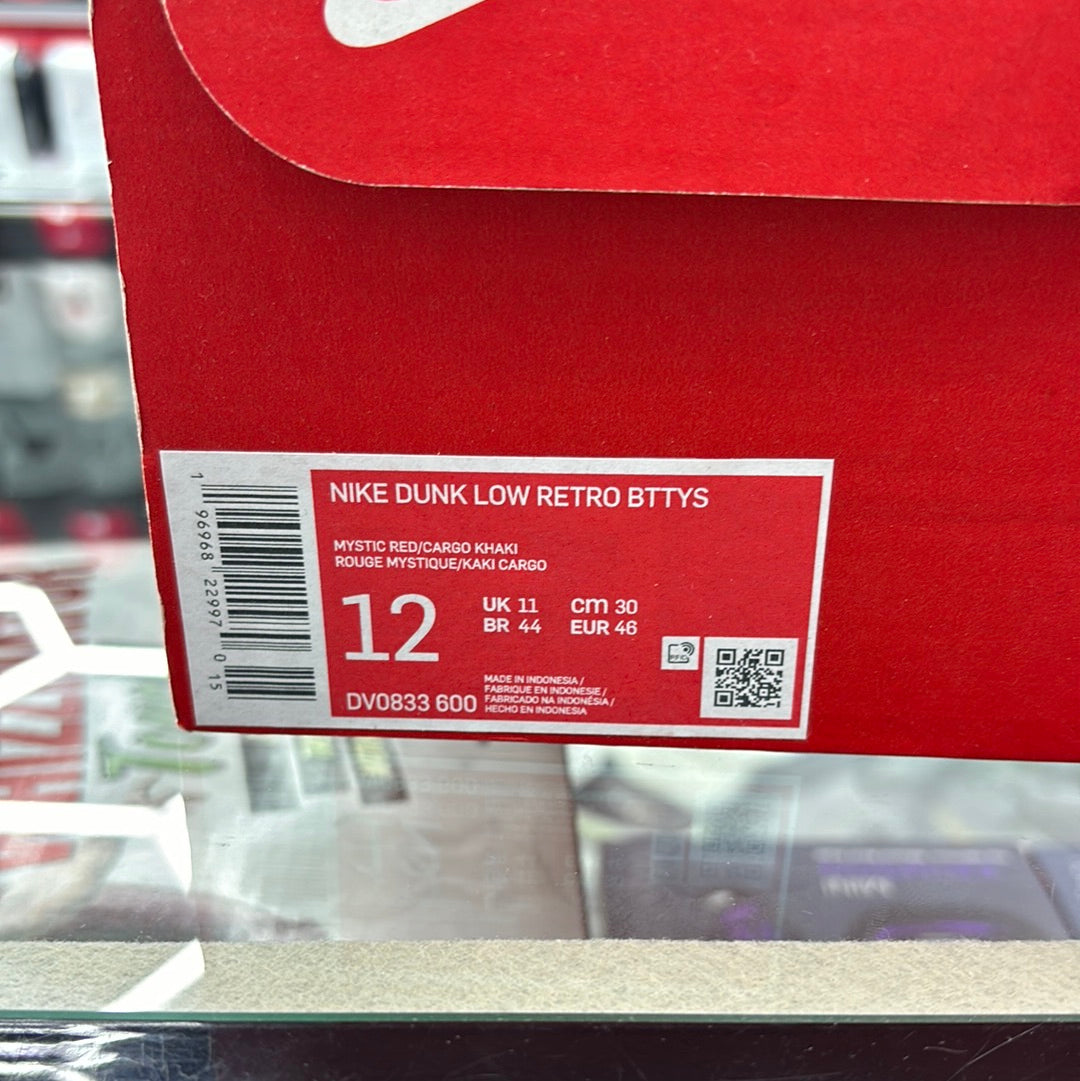 NIKE DUNK LOW RETRO BTTYS
MYSTIC RED/CARGO KHAKI
ROUGE MYSTIQUE/KAKI CARGO
12
UK 11 cm 30
BR 44 EUR 46
DV0833 600
MADE IN INDONESIA /
FABRIQUE EN INDONESIE /
FABRICADO NA INDONÉSIA /
HECHO EN INDONESIA
RFID
1 96968 22997 0 15